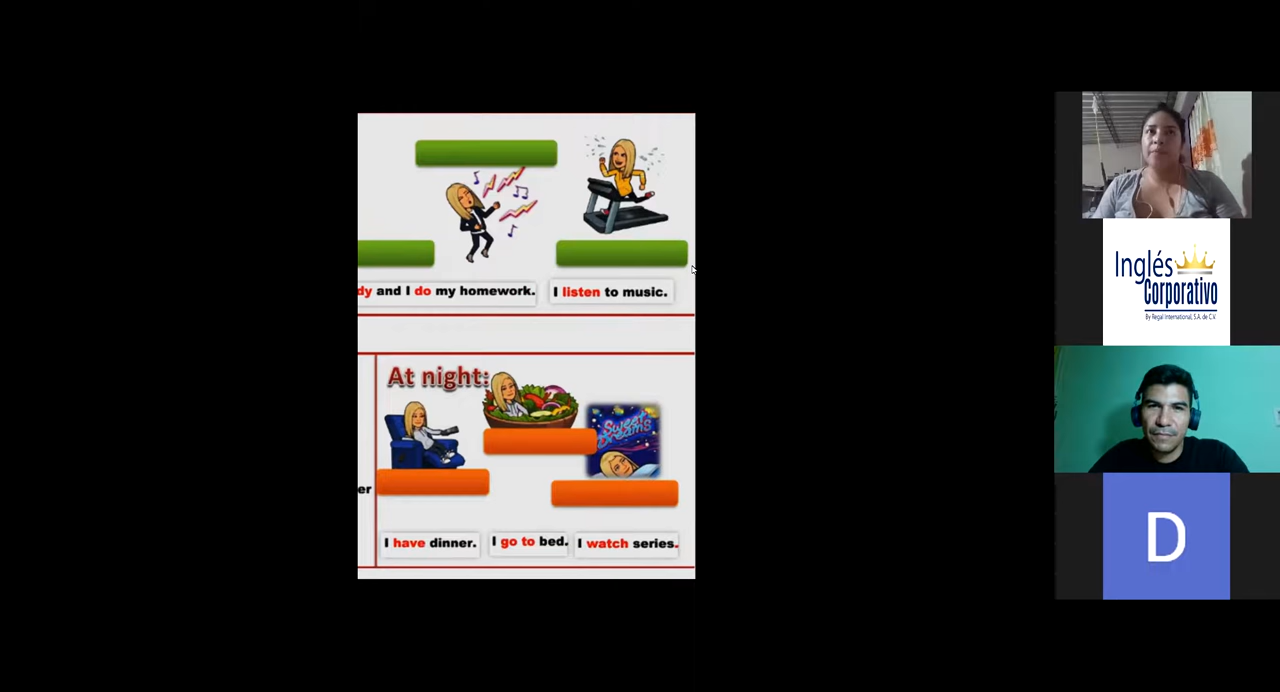 dy and I do my homework.
I listen to music.
At night:
Sweet
Dreams
er
I have dinner.
I go to bed.
I watch series.
Inglés
Corporativo
By Regal International, S.A. de C.V.
D